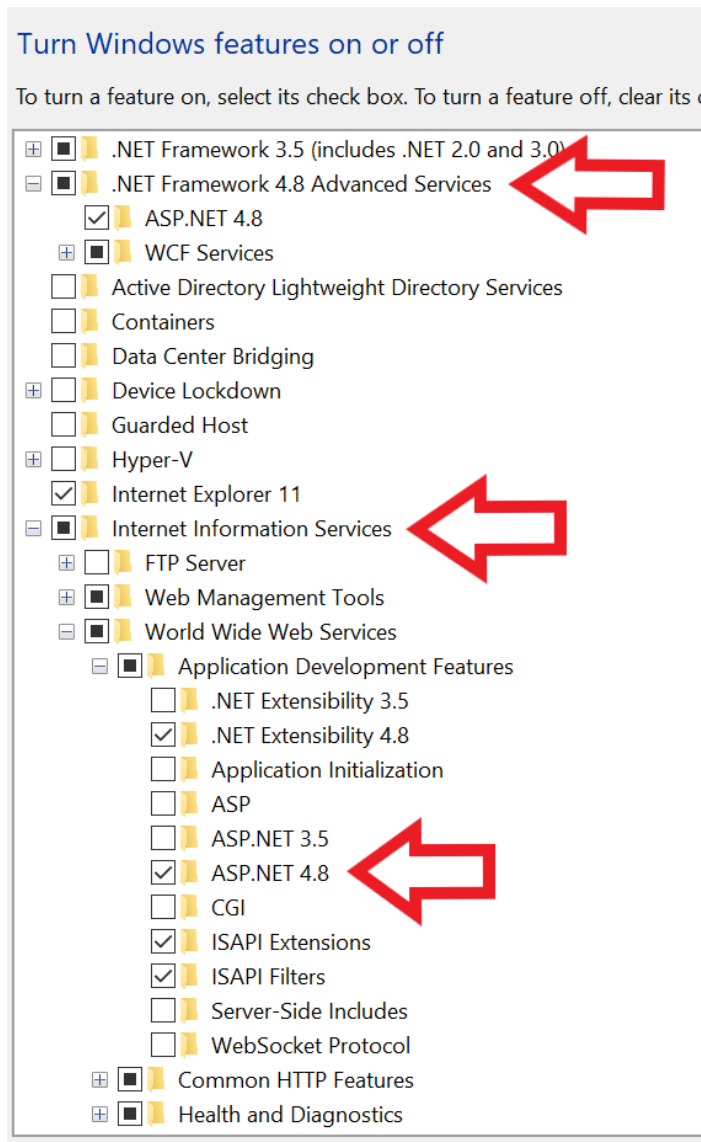 Turn Windows features on or off
To turn a feature on, select its check box. To turn a feature off, clear its
.NET Framework 3.5 (includes .NET 2.0 and 3.0)
.NET Framework 4.8 Advanced Services
ASP.NET 4.8
WCF Services
Active Directory Lightweight Directory Services
Containers
Data Center Bridging
Device Lockdown
Guarded Host
Hyper-V
Internet Explorer 11
Internet Information Services
FTP Server
Web Management Tools
World Wide Web Services
Application Development Features
.NET Extensibility 3.5
.NET Extensibility 4.8
Application Initialization
ASP
ASP.NET 3.5
ASP.NET 4.8
CGI
ISAPI Extensions
ISAPI Filters
Server-Side Includes
WebSocket Protocol
Common HTTP Features
Health and Diagnostics